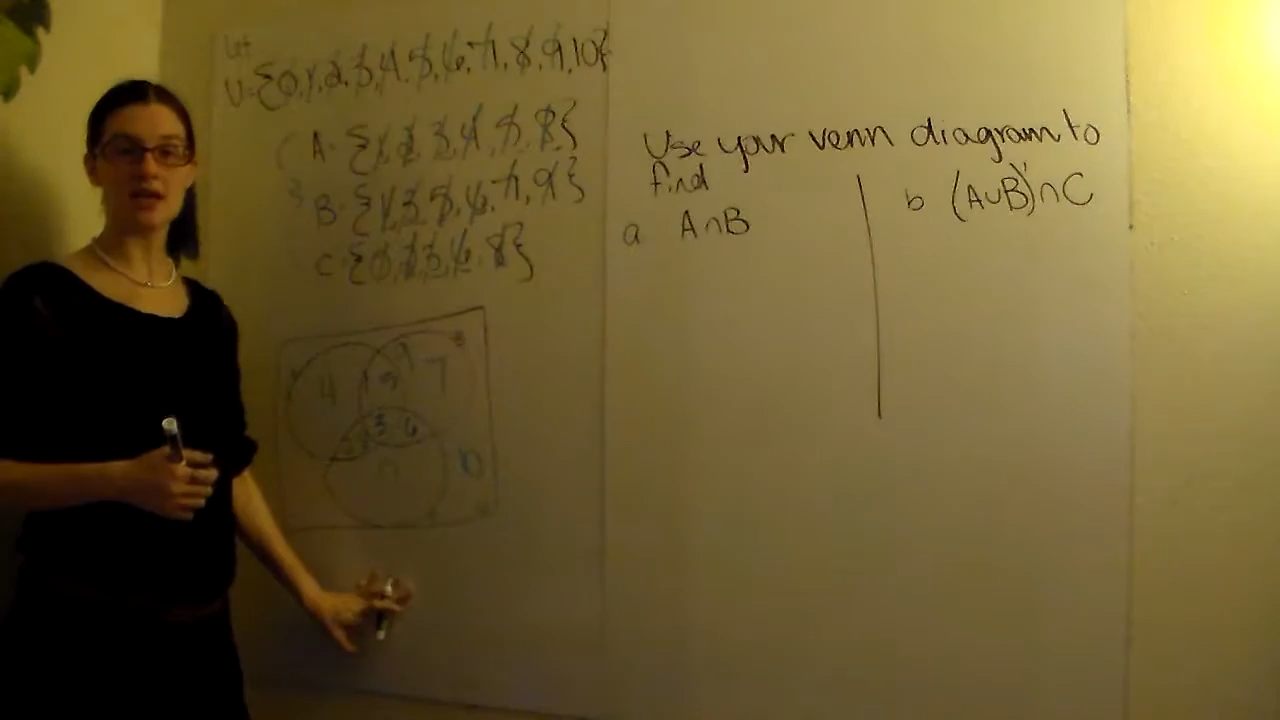 Let
U={0,1,2,3,4,5,6,7,8,9,10}
A={1,2,3,4,5,8}
B={1,3,5,6,7,9}
C={0,2,3,6,8}
4
7
3 6
0
10
Use your venn diagram to
find
a A∩B
b (A∪B)'∩C